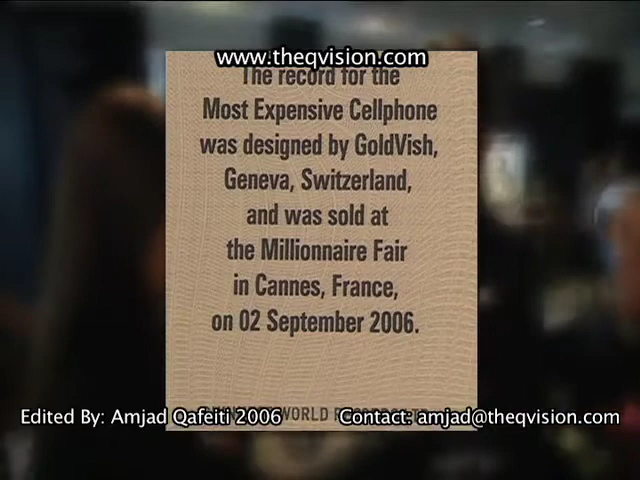 www.theqvision.com
The record for the
Most Expensive Cellphone
was designed by GoldVish,
Geneva, Switzerland,
and was sold at
the Millionnaire Fair
in Cannes, France,
on 02 September 2006.
WORLD
Edited By: Amjad Qafeiti 2006
Contact: amjad@theqvision.com